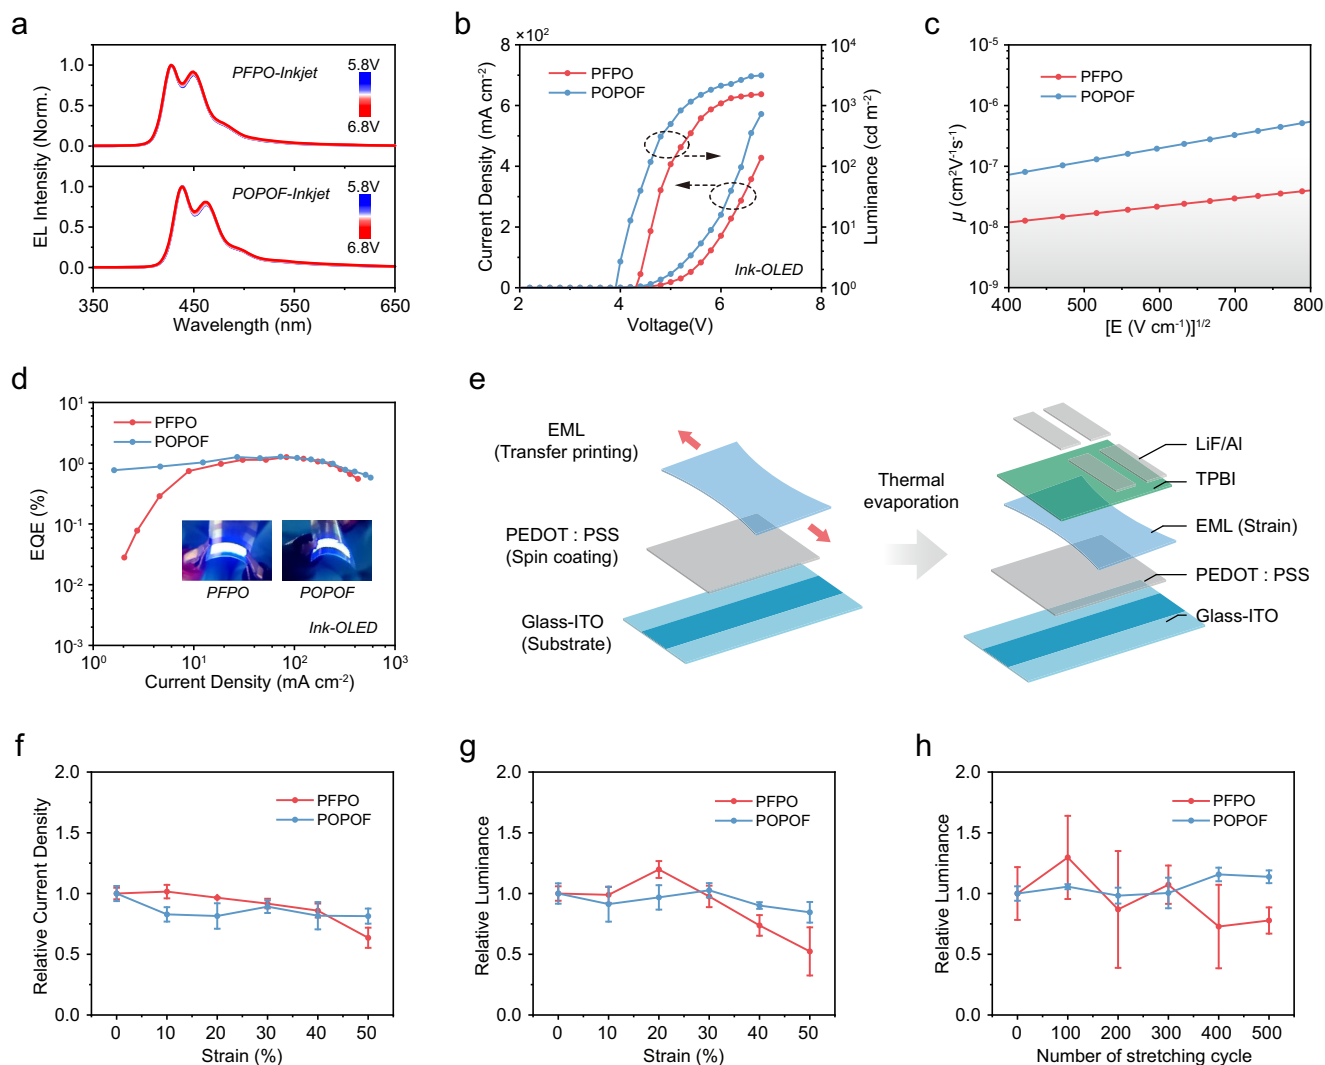 a
EL Intensity (Norm.)
1.0
0.5
0.0
PFPO-Inkjet
5.8V
6.8V
1.0
0.5
0.0
POPOF-Inkjet
5.8V
6.8V
350 400 450 500 550 600 650
Wavelength (nm)
b
×10²
8
6
4
2
0
Current Density (mA cm⁻²)
PFPO
POPOF
Ink-OLED
10⁴
10³
10²
10¹
10⁰
Luminance (cd m⁻²)
2 4 6 8
Voltage(V)
c
10⁻⁵
10⁻⁶
10⁻⁷
10⁻⁸
10⁻⁹
μ (cm²V⁻¹s⁻¹)
PFPO
POPOF
400 500 600 700 800
[E (V cm⁻¹)]¹ᐟ²
d
10¹
10⁰
10⁻¹
10⁻²
10⁻³
EQE (%)
PFPO
POPOF
PFPO POPOF
Ink-OLED
10⁰ 10¹ 10² 10³
Current Density (mA cm⁻²)
e
EML
(Transfer printing)
PEDOT : PSS
(Spin coating)
Glass-ITO
(Substrate)
Thermal
evaporation
LiF/Al
TPBI
EML (Strain)
PEDOT : PSS
Glass-ITO
f
2.0
1.5
1.0
0.5
0.0
Relative Current Density
PFPO
POPOF
0 10 20 30 40 50
Strain (%)
g
2.0
1.5
1.0
0.5
0.0
Relative Luminance
PFPO
POPOF
0 10 20 30 40 50
Strain (%)
h
2.0
1.5
1.0
0.5
0.0
Relative Luminance
PFPO
POPOF
0 100 200 300 400 500
Number of stretching cycle